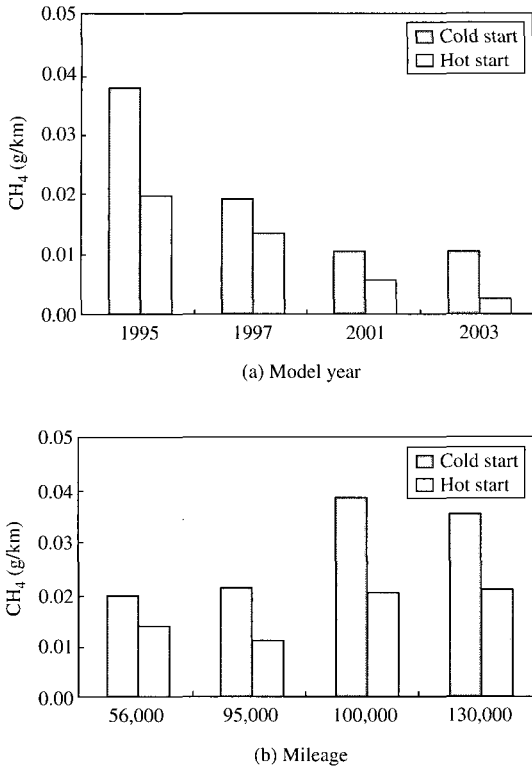 0.05
Cold start
Hot start
0.04
0.03
0.02
0.01
0.00
CH₄ (g/km)
1995 1997 2001 2003
(a) Model year
0.05
Cold start
Hot start
0.04
0.03
0.02
0.01
0.00
CH₄ (g/km)
56,000 95,000 100,000 130,000
(b) Mileage